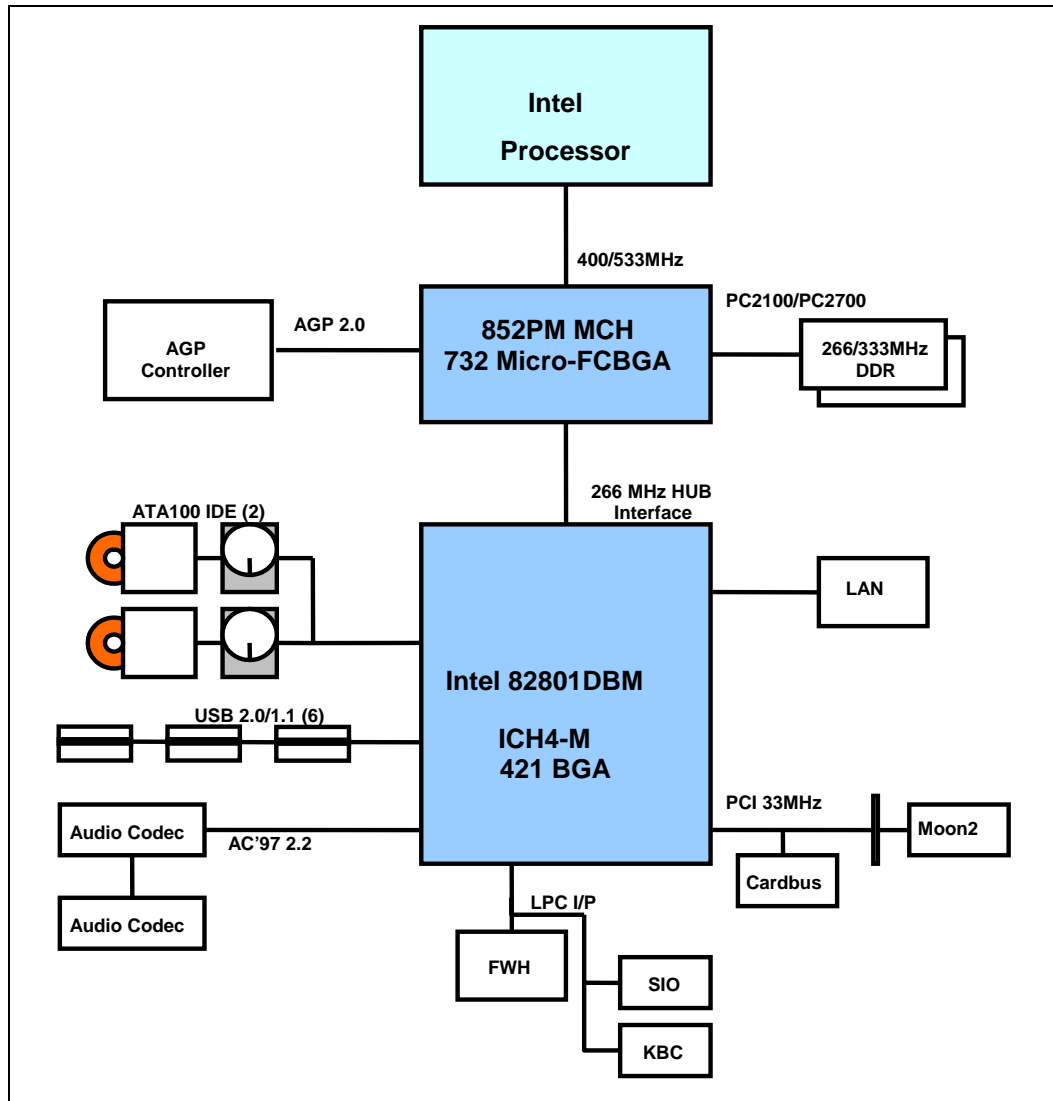 Intel
Processor
400/533MHz
PC2100/PC2700
AGP 2.0
852PM MCH
732 Micro-FCBGA
AGP
Controller
266/333MHz
DDR
266 MHz HUB
Interface
ATA100 IDE (2)
LAN
Intel 82801DBM
ICH4-M
421 BGA
USB 2.0/1.1 (6)
PCI 33MHz
Audio Codec
AC’97 2.2
Moon2
Cardbus
Audio Codec
LPC I/P
FWH
SIO
KBC